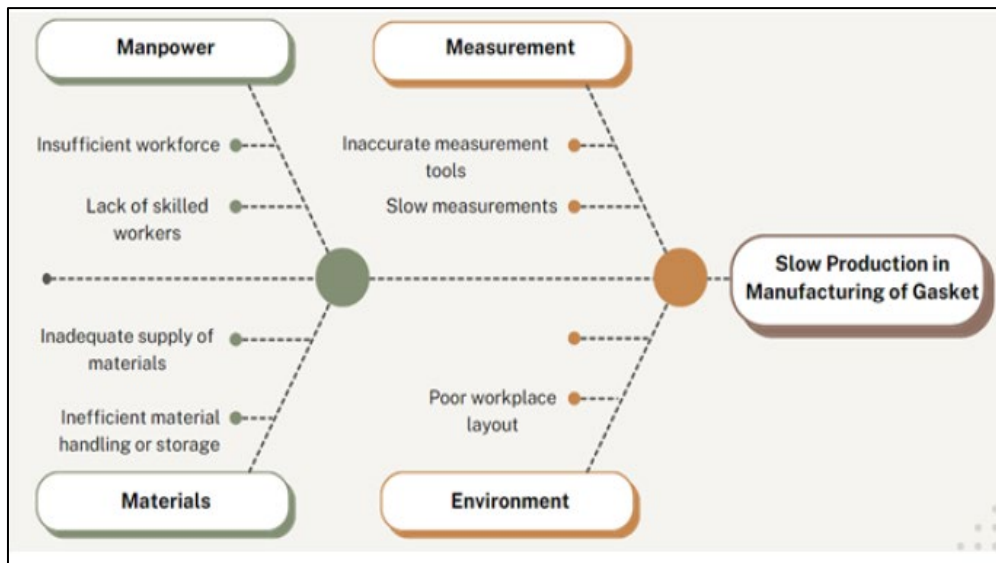 Manpower
Measurement
Insufficient workforce
Lack of skilled
workers
Inaccurate measurement
tools
Slow measurements
Slow Production in
Manufacturing of Gasket
Inadequate supply of
materials
Inefficient material
handling or storage
Poor workplace
layout
Materials
Environment